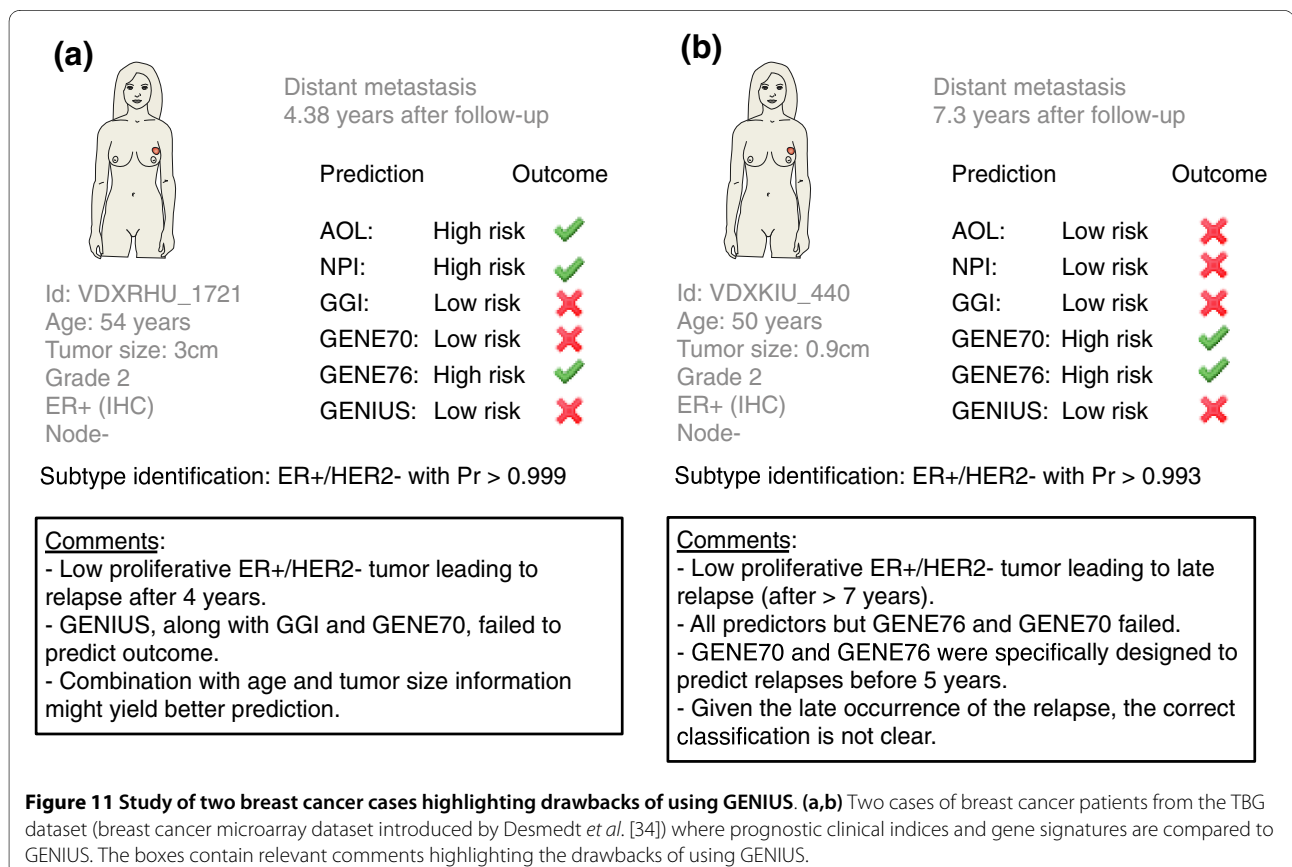 (a)
Distant metastasis
4.38 years after follow-up
Prediction Outcome
AOL: High risk
NPI: High risk
GGI: Low risk
GENE70: Low risk
GENE76: High risk
GENIUS: Low risk
Id: VDXRHU_1721
Age: 54 years
Tumor size: 3cm
Grade 2
ER+ (IHC)
Node-
Subtype identification: ER+/HER2- with Pr > 0.999
Comments:
- Low proliferative ER+/HER2- tumor leading to
relapse after 4 years.
- GENIUS, along with GGI and GENE70, failed to
predict outcome.
- Combination with age and tumor size information
might yield better prediction.
(b)
Distant metastasis
7.3 years after follow-up
Prediction Outcome
AOL: Low risk
NPI: Low risk
GGI: Low risk
GENE70: High risk
GENE76: High risk
GENIUS: Low risk
Id: VDXKIU_440
Age: 50 years
Tumor size: 0.9cm
Grade 2
ER+ (IHC)
Node-
Subtype identification: ER+/HER2- with Pr > 0.993
Comments:
- Low proliferative ER+/HER2- tumor leading to late
relapse (after > 7 years).
- All predictors but GENE76 and GENE70 failed.
- GENE70 and GENE76 were specifically designed to
predict relapses before 5 years.
- Given the late occurrence of the relapse, the correct
classification is not clear.
Figure 11 Study of two breast cancer cases highlighting drawbacks of using GENIUS. (a,b) Two cases of breast cancer patients from the TBG
dataset (breast cancer microarray dataset introduced by Desmedt et al. [34]) where prognostic clinical indices and gene signatures are compared to
GENIUS. The boxes contain relevant comments highlighting the drawbacks of using GENIUS.